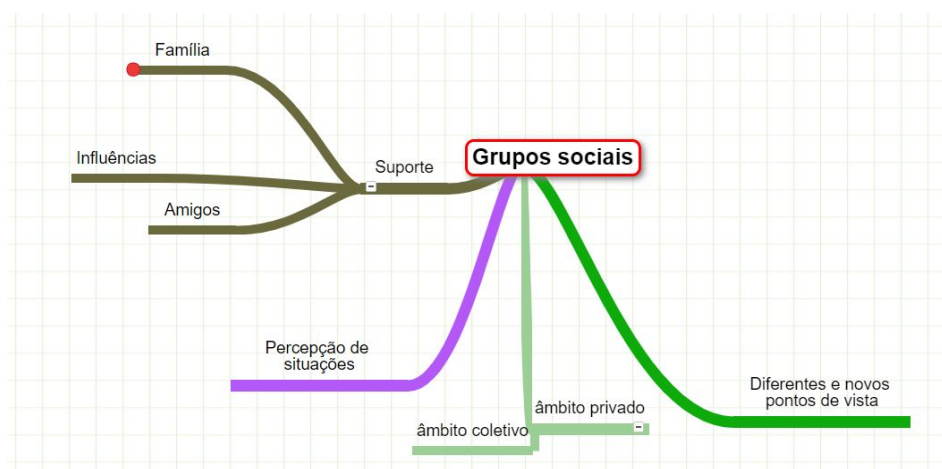 Família
Grupos sociais
Influências
Suporte
Amigos
Percepção de
situações
Diferentes e novos
pontos de vista
âmbito privado
âmbito coletivo